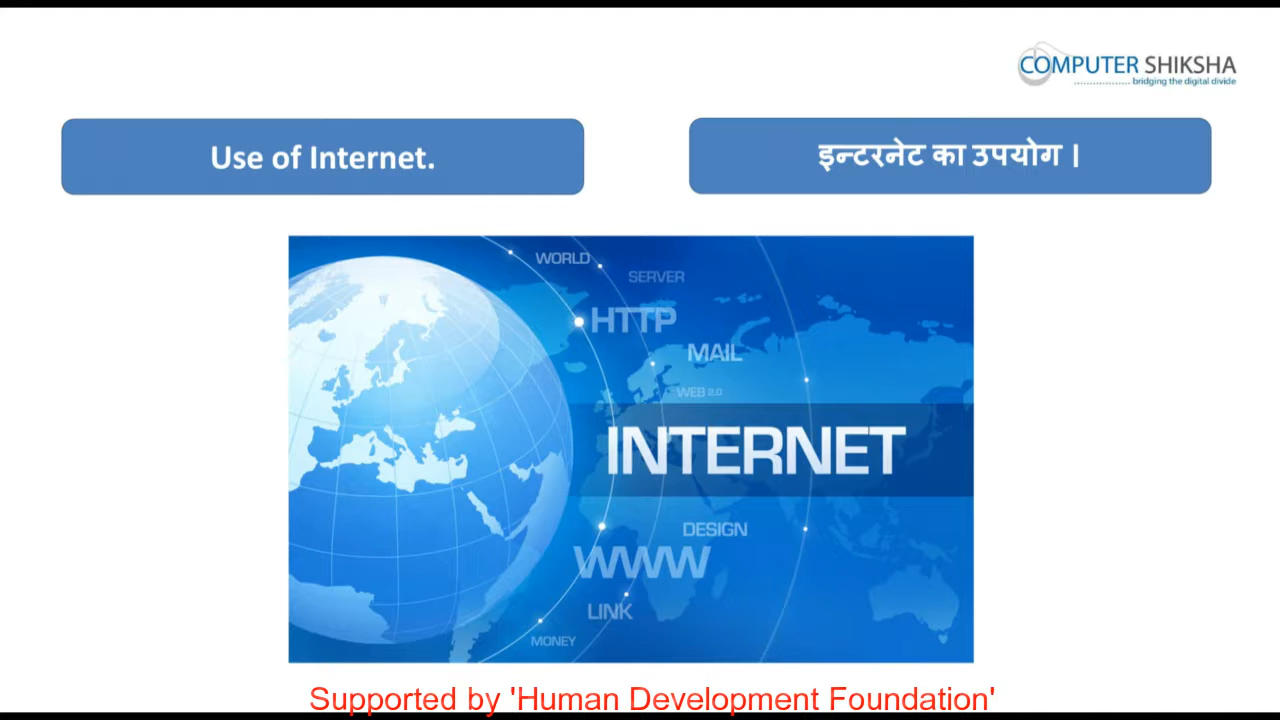 COMPUTER SHIKSHA
bridging the digital divide
Use of Internet.
इन्टरनेट का उपयोग ।
WORLD
SERVER
HTTP
MAIL
WEB 2.0
INTERNET
DESIGN
WWW
LINK
MONEY
Supported by 'Human Development Foundation'